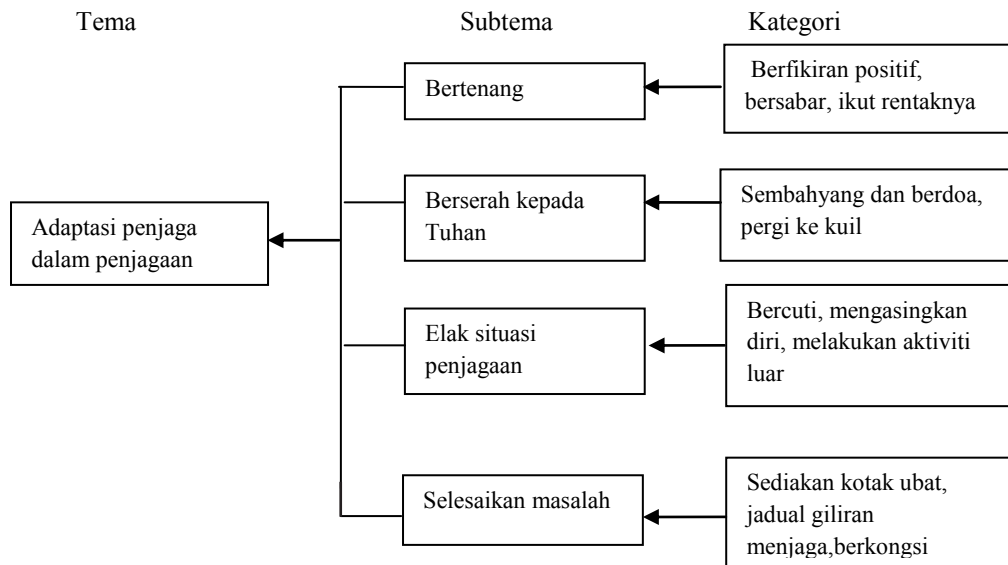 Tema
Subtema
Kategori
Bertenang
Berfikiran positif,
bersabar, ikut rentaknya
Berserah kepada
Tuhan
Sembahyang dan berdoa,
pergi ke kuil
Adaptasi penjaga
dalam penjagaan
Elak situasi
penjagaan
Bercuti, mengasingkan
diri, melakukan aktiviti
luar
Selesaikan masalah
Sediakan kotak ubat,
jadual giliran
menjaga,berkongsi